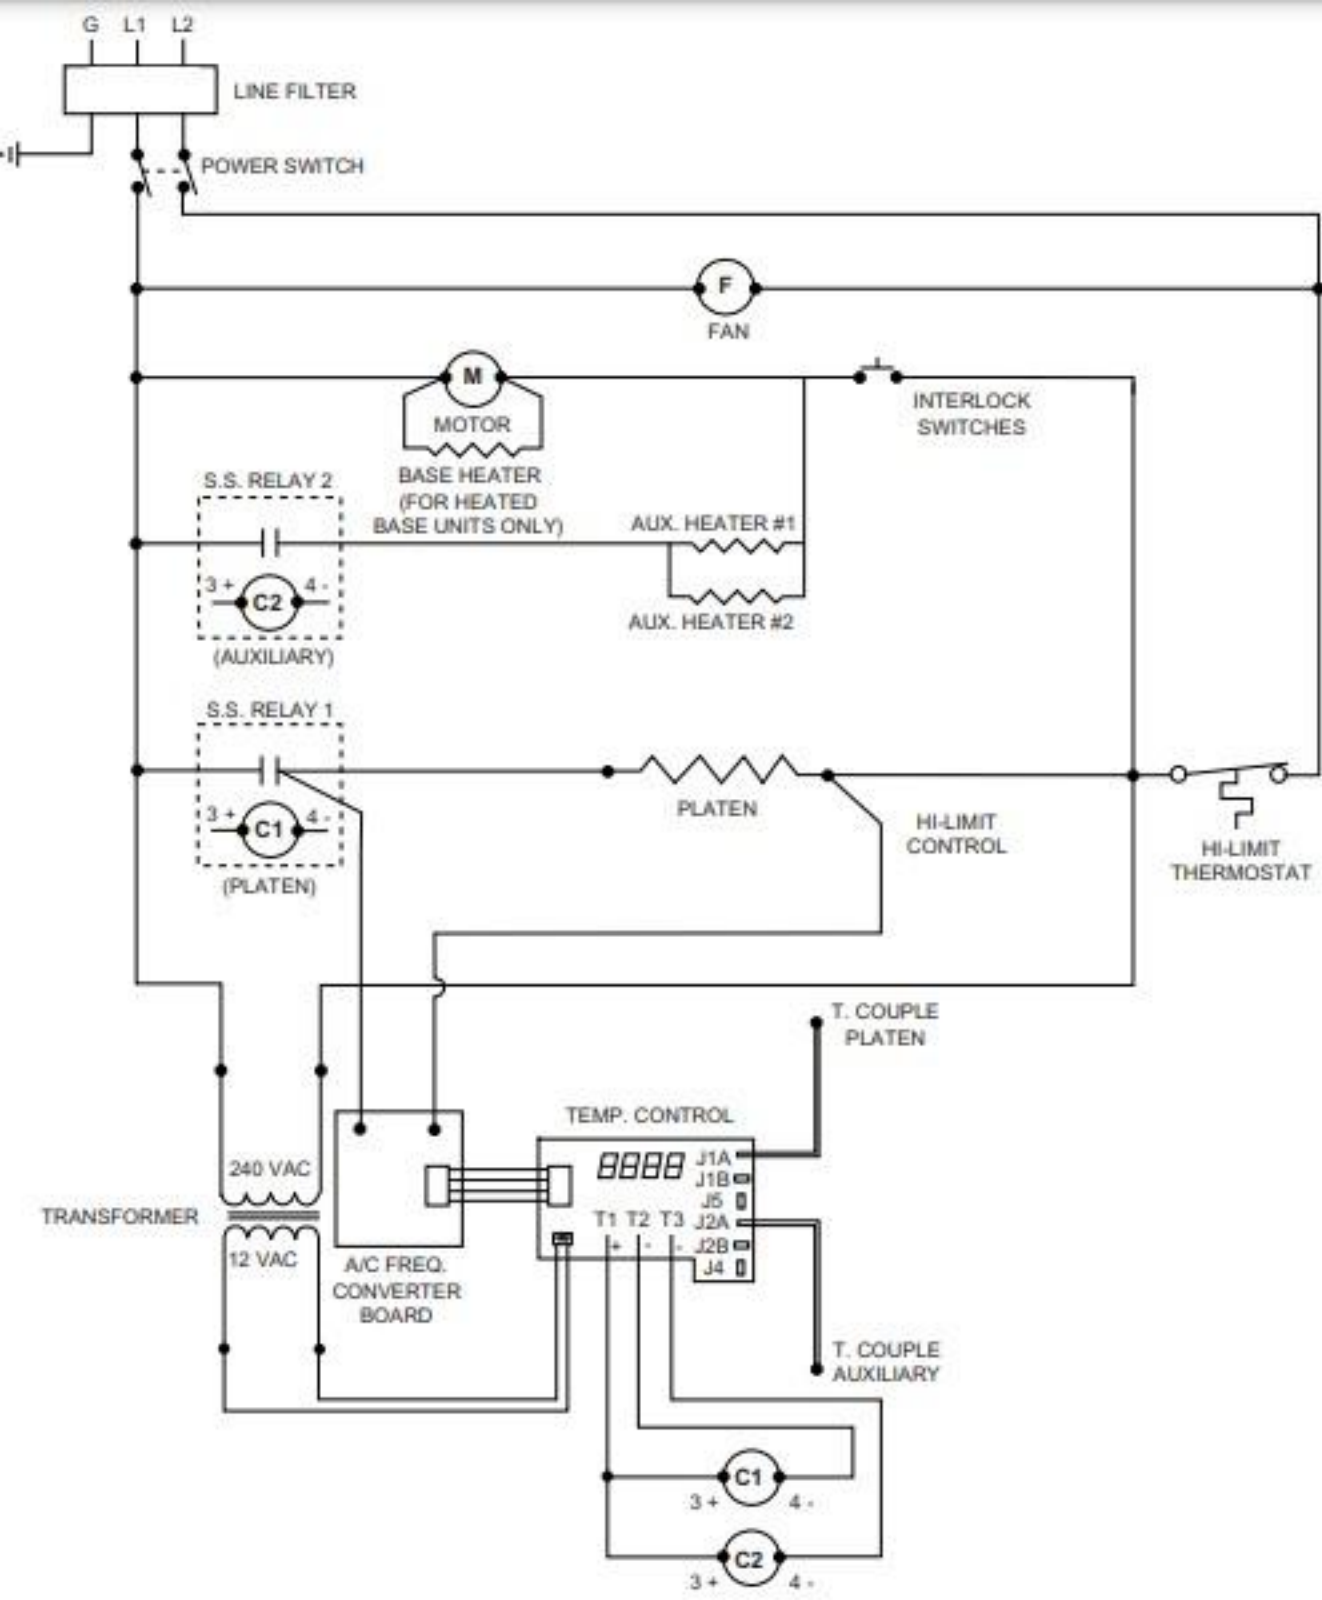 G L1 L2
LINE FILTER
POWER SWITCH
F
FAN
M
MOTOR
INTERLOCK
SWITCHES
BASE HEATER
(FOR HEATED
BASE UNITS ONLY)
S.S. RELAY 2
3 + C2 4 -
(AUXILIARY)
AUX. HEATER #1
AUX. HEATER #2
S.S. RELAY 1
3 + C1 4 -
(PLATEN)
PLATEN
HI-LIMIT
CONTROL
HI-LIMIT
THERMOSTAT
T. COUPLE
PLATEN
TEMP. CONTROL
8888
J1A
J1B
J5
T1 T2 T3 J2A
+ - - J2B
J4
240 VAC
TRANSFORMER
12 VAC
A/C FREQ.
CONVERTER
BOARD
T. COUPLE
AUXILIARY
C1
3 + 4 -
C2
3 + 4 -